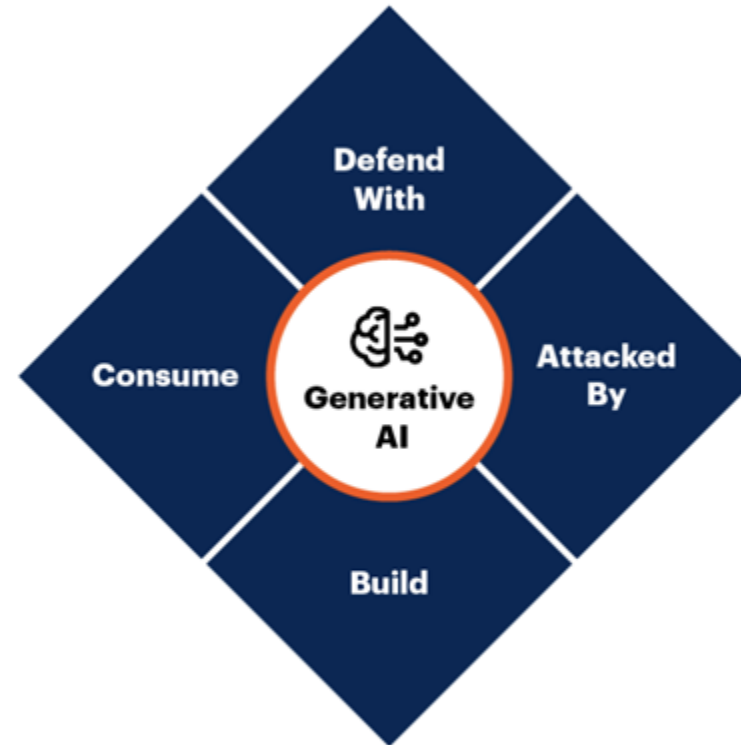 Defend
With
Consume
Generative
AI
Attacked
By
Build